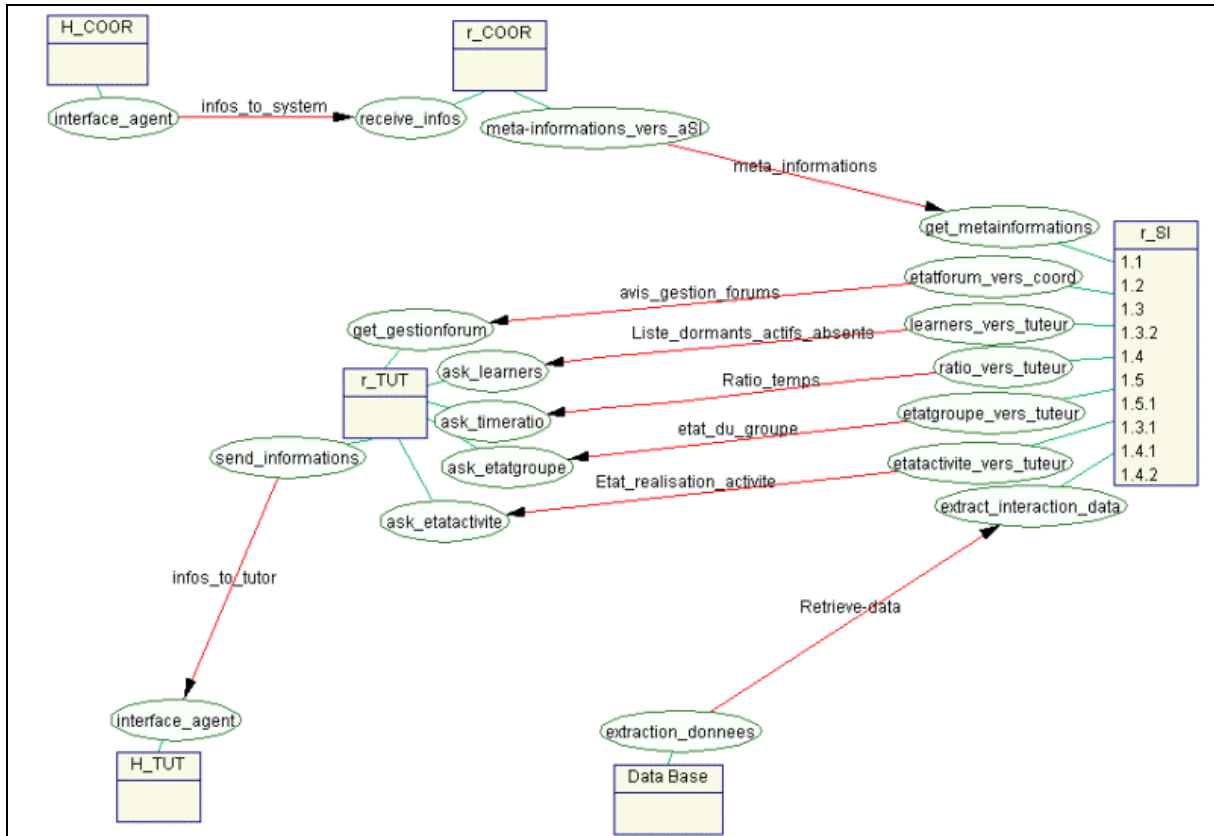 H_COOR
r_COOR
interface_agent
infos_to_system
receive_infos
meta-informations_vers_aSI
meta_informations
get_metainformations
r_SI
1.1
1.2
1.3
1.3.2
1.4
1.5
1.5.1
1.3.1
1.4.1
1.4.2
etatforum_vers_coord
avis_gestion_forums
get_gestionforum
learners_vers_tuteur
Liste_dormants_actifs_absents
ask_learners
r_TUT
ratio_vers_tuteur
Ratio_temps
ask_timeratio
etatgroupe_vers_tuteur
etat_du_groupe
ask_etatgroupe
send_informations
etatactivite_vers_tuteur
Etat_realisation_activite
ask_etatactivite
extract_interaction_data
infos_to_tutor
Retrieve-data
interface_agent
H_TUT
extraction_donnees
Data Base